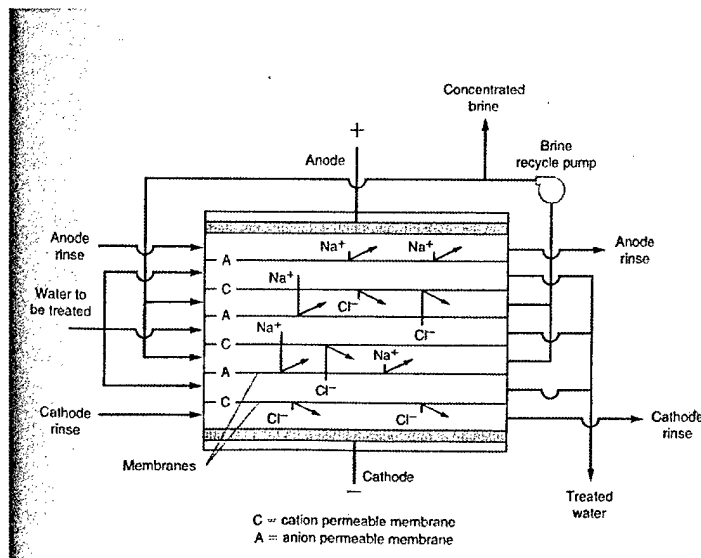 Concentrated
brine
+
Anode
Brine
recycle pump
Anode
rinse
Na+
Na+
Anode
rinse
A
Na+
C
Water to
be treated
Cl−
A
Cl−
Na+
C
Na+
A
Cl−
C
Cathode
rinse
Cl−
Cl−
Cathode
rinse
Membranes
Cathode
−
Treated
water
C = cation permeable membrane
A = anion permeable membrane